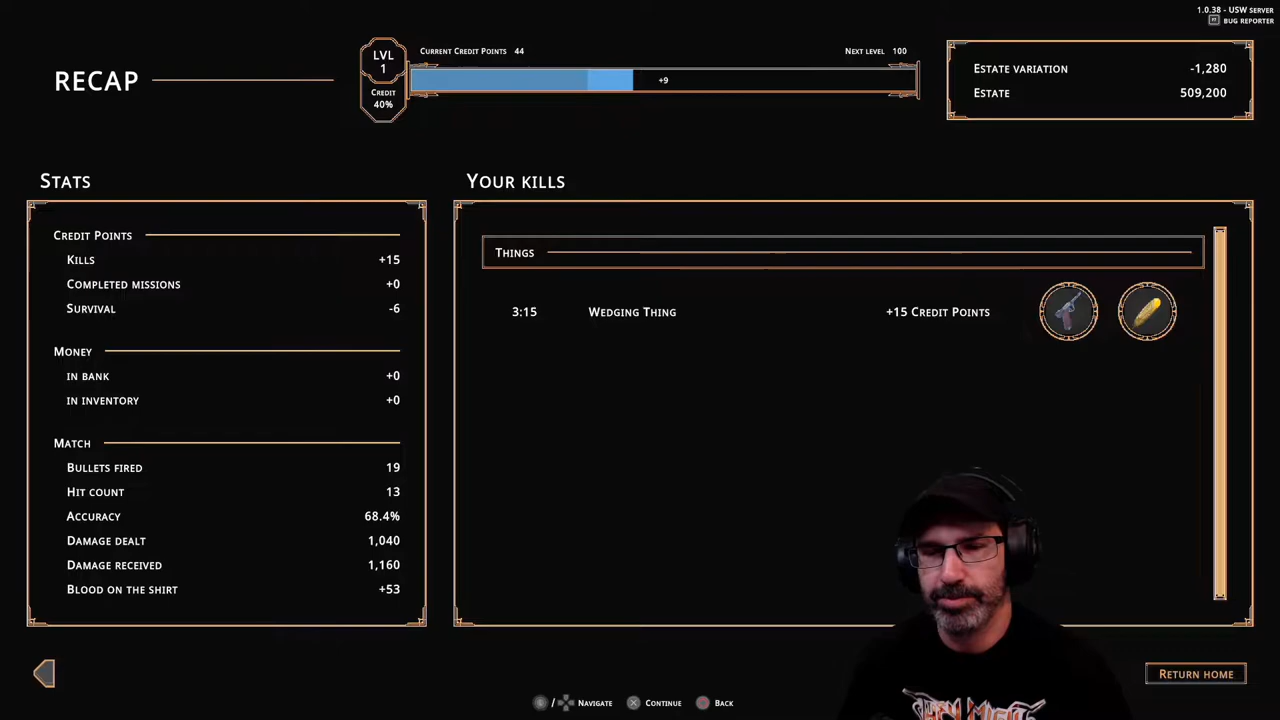 1.0.38 - USW SERVER
BUG REPORTER
RECAP
LVL
1
CREDIT
40%
CURRENT CREDIT POINTS 44
NEXT LEVEL 100
+9
ESTATE VARIATION -1,280
ESTATE 509,200
STATS
CREDIT POINTS
KILLS +15
COMPLETED MISSIONS +0
SURVIVAL -6
MONEY
IN BANK +0
IN INVENTORY +0
MATCH
BULLETS FIRED 19
HIT COUNT 13
ACCURACY 68.4%
DAMAGE DEALT 1,040
DAMAGE RECEIVED 1,160
BLOOD ON THE SHIRT +53
YOUR KILLS
THINGS
3:15 WEDGING THING +15 CREDIT POINTS
RETURN HOME
/ NAVIGATE CONTINUE BACK